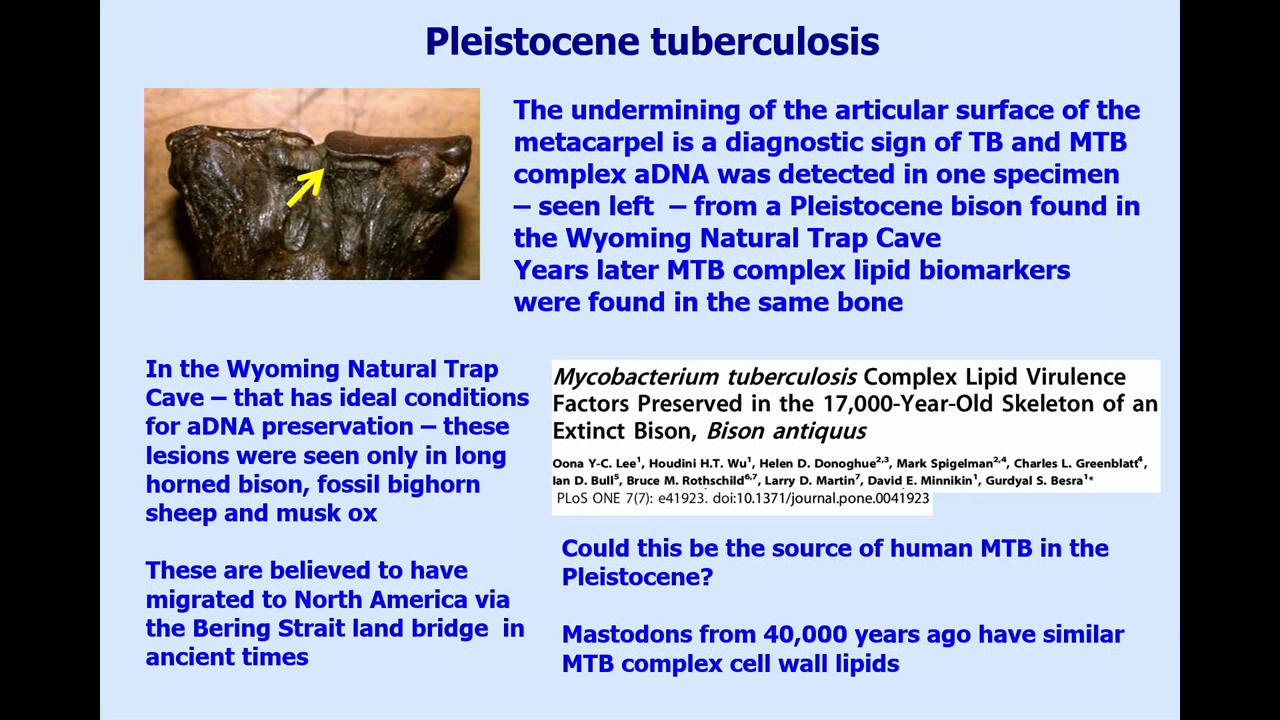 Pleistocene tuberculosis
The undermining of the articular surface of the
metacarpel is a diagnostic sign of TB and MTB
complex aDNA was detected in one specimen
– seen left – from a Pleistocene bison found in
the Wyoming Natural Trap Cave
Years later MTB complex lipid biomarkers
were found in the same bone
In the Wyoming Natural Trap
Cave – that has ideal conditions
for aDNA preservation – these
lesions were seen only in long
horned bison, fossil bighorn
sheep and musk ox
These are believed to have
migrated to North America via
the Bering Strait land bridge in
ancient times
Mycobacterium tuberculosis Complex Lipid Virulence
Factors Preserved in the 17,000-Year-Old Skeleton of an
Extinct Bison, Bison antiquus
Oona Y-C. Lee1, Houdini H.T. Wu1, Helen D. Donoghue2,3, Mark Spigelman2,4, Charles L. Greenblatt4,
Ian D. Bull5, Bruce M. Rothschild6,7, Larry D. Martin7, David E. Minnikin1, Gurdyal S. Besra1*
PLoS ONE 7(7): e41923. doi:10.1371/journal.pone.0041923
Could this be the source of human MTB in the
Pleistocene?
Mastodons from 40,000 years ago have similar
MTB complex cell wall lipids